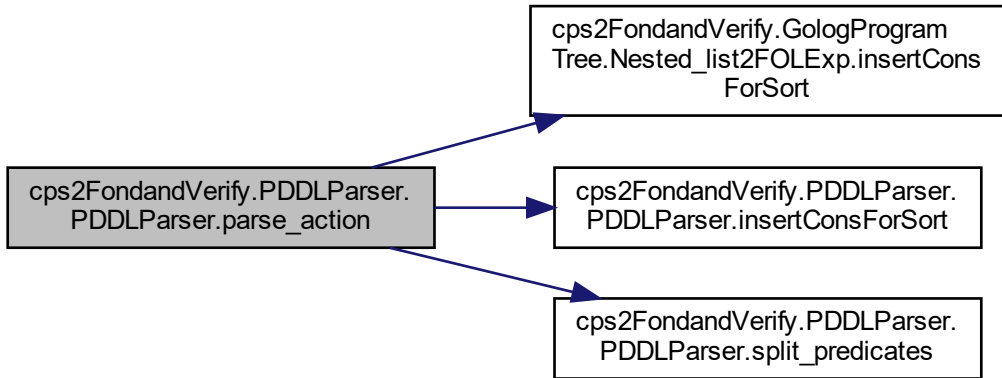 cps2FondandVerify.GologProgram
Tree.Nested_list2FOLExp.insertCons
ForSort
cps2FondandVerify.PDDLParser.
PDDLParser.parse_action
cps2FondandVerify.PDDLParser.
PDDLParser.insertConsForSort
cps2FondandVerify.PDDLParser.
PDDLParser.split_predicates